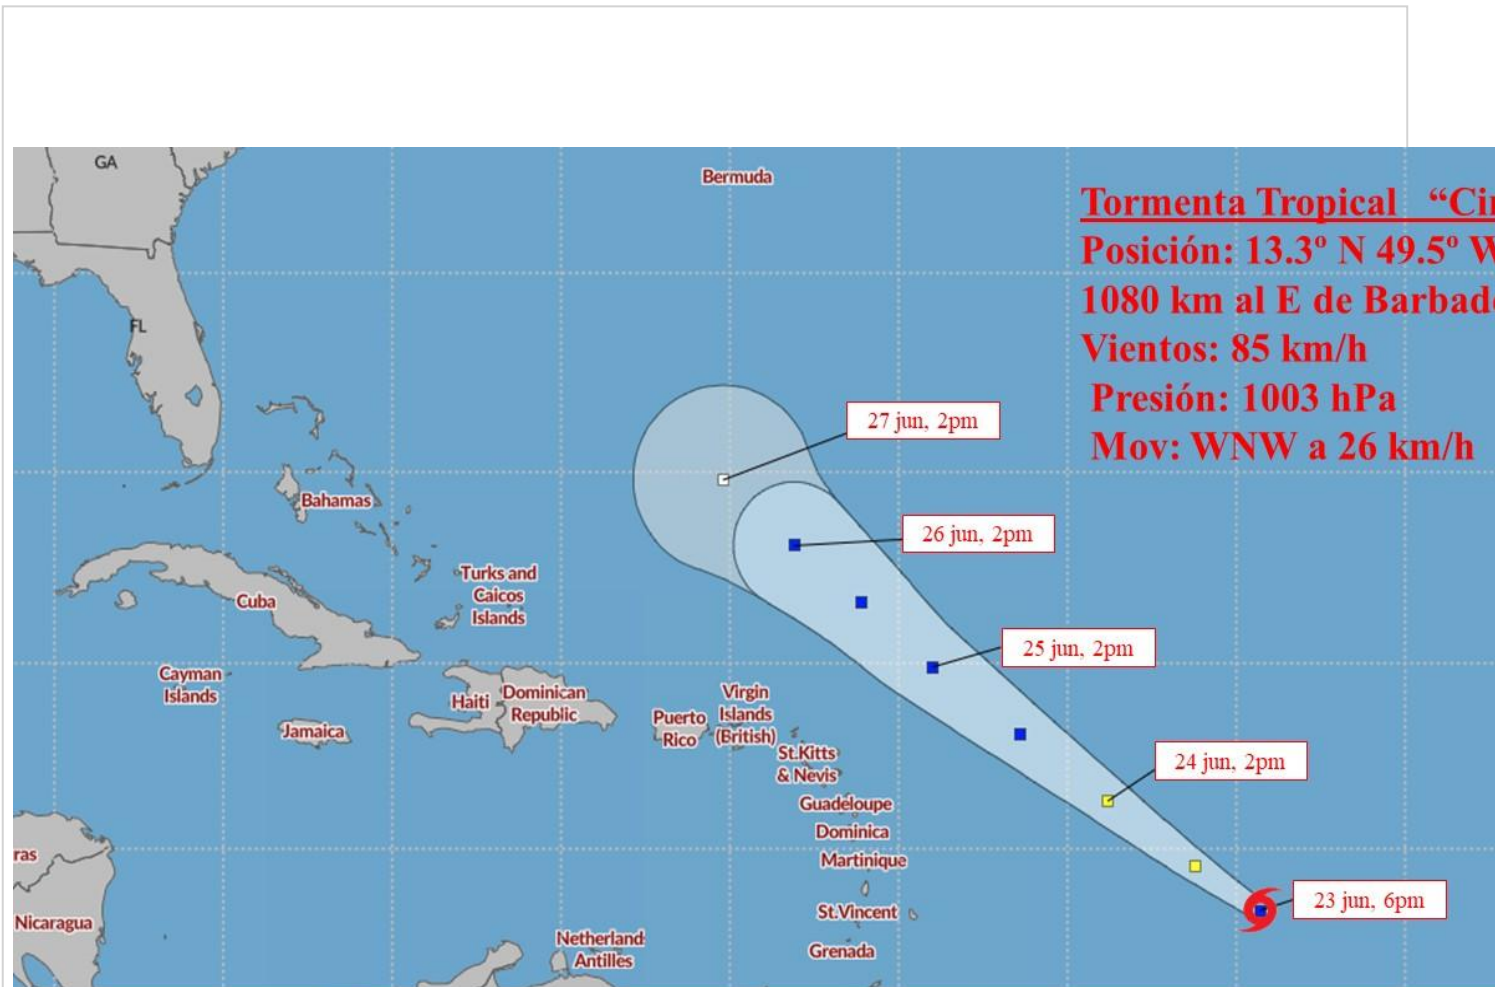 GA
Bermuda
Tormenta Tropical “Cin
Posición: 13.3º N 49.5º W
1080 km al E de Barbado
Vientos: 85 km/h
Presión: 1003 hPa
Mov: WNW a 26 km/h
FL
27 jun, 2pm
Bahamas
26 jun, 2pm
Turks and
Caicos
Islands
Cuba
25 jun, 2pm
Cayman
Islands
Haiti
Dominican
Republic
Jamaica
Puerto
Rico
Virgin
Islands
(British)
St.Kitts
& Nevis
24 jun, 2pm
Guadeloupe
Dominica
Martinique
ras
Nicaragua
St.Vincent
23 jun, 6pm
Netherland
Antilles
Grenada